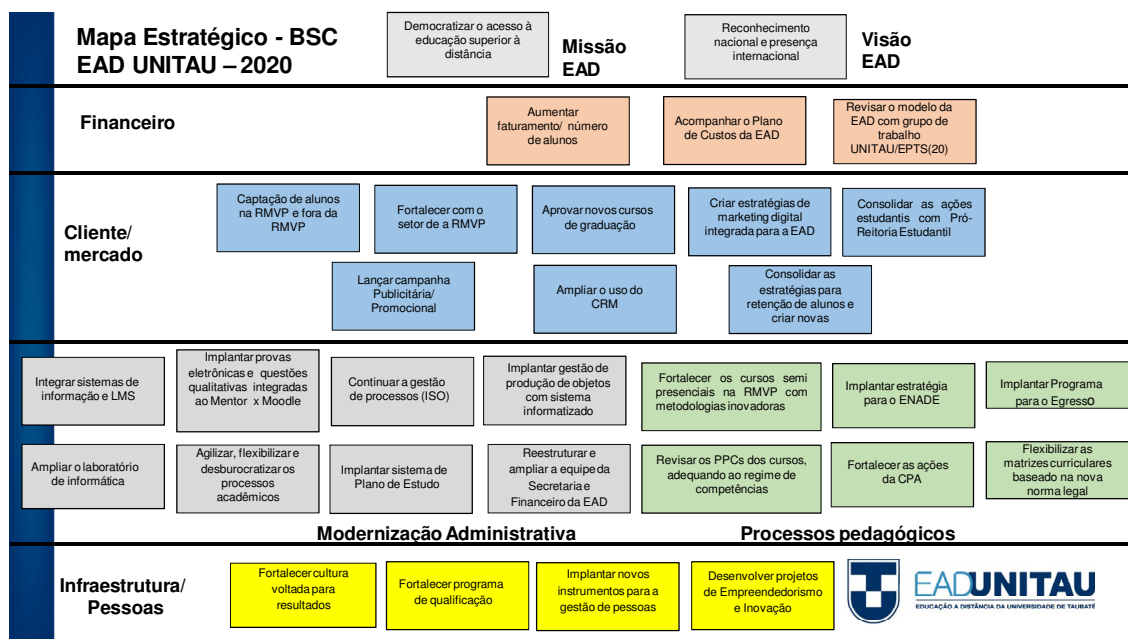 Mapa Estratégico - BSC
EAD UNITAU – 2020
Democratizar o acesso à
educação superior à
distância
Missão
EAD
Reconhecimento
nacional e presença
internacional
Visão
EAD
Financeiro
Aumentar
faturamento/ número
de alunos
Acompanhar o Plano
de Custos da EAD
Revisar o modelo da
EAD com grupo de
trabalho
UNITAU/EPTS(20)
Cliente/
mercado
Captação de alunos
na RMVP e fora da
RMVP
Fortalecer com o
setor de a RMVP
Aprovar novos cursos
de graduação
Criar estratégias de
marketing digital
integrada para a EAD
Consolidar as ações
estudantis com Pró-
Reitoria Estudantil
Lançar campanha
Publicitária/
Promocional
Ampliar o uso do
CRM
Consolidar as
estratégias para
retenção de alunos e
criar novas
Integrar sistemas de
informação e LMS
Implantar provas
eletrônicas e questões
qualitativas integradas
ao Mentor x Moodle
Continuar a gestão
de processos (ISO)
Implantar gestão de
produção de objetos
com sistema
informatizado
Fortalecer os cursos semi
presenciais na RMVP com
metodologias inovadoras
Implantar estratégia
para o ENADE
Implantar Programa
para o Egresso
Ampliar o laboratório
de informática
Agilizar, flexibilizar e
desburocratizar os
processos
acadêmicos
Implantar sistema de
Plano de Estudo
Reestruturar e
ampliar a equipe da
Secretaria e
Financeiro da EAD
Revisar os PPCs dos cursos,
adequando ao regime de
competências
Fortalecer as ações
da CPA
Flexibilizar as
matrizes curriculares
baseado na nova
norma legal
Modernização Administrativa
Processos pedagógicos
Infraestrutura/
Pessoas
Fortalecer cultura
voltada para
resultados
Fortalecer programa
de qualificação
Implantar novos
instrumentos para a
gestão de pessoas
Desenvolver projetos
de Empreendedorismo
e Inovação
EADUNITAU
EDUCAÇÃO A DISTÂNCIA DA UNIVERSIDADE DE TAUBATÉ